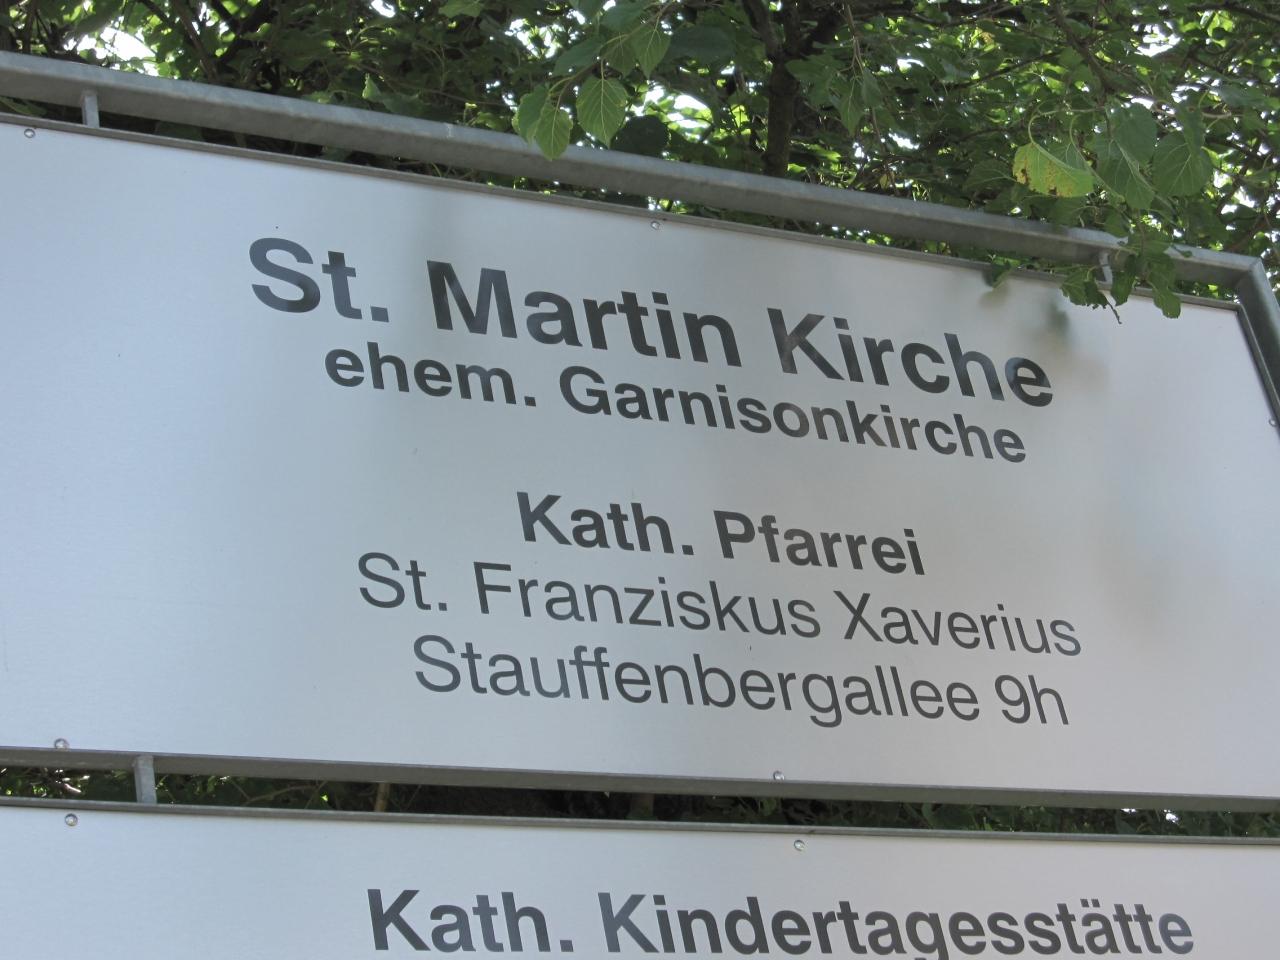 St. Martin Kirche
ehem. Garnisonkirche
Kath. Pfarrei
St. Franziskus Xaverius
Stauffenbergallee 9h
Kath. Kindertagesstätte